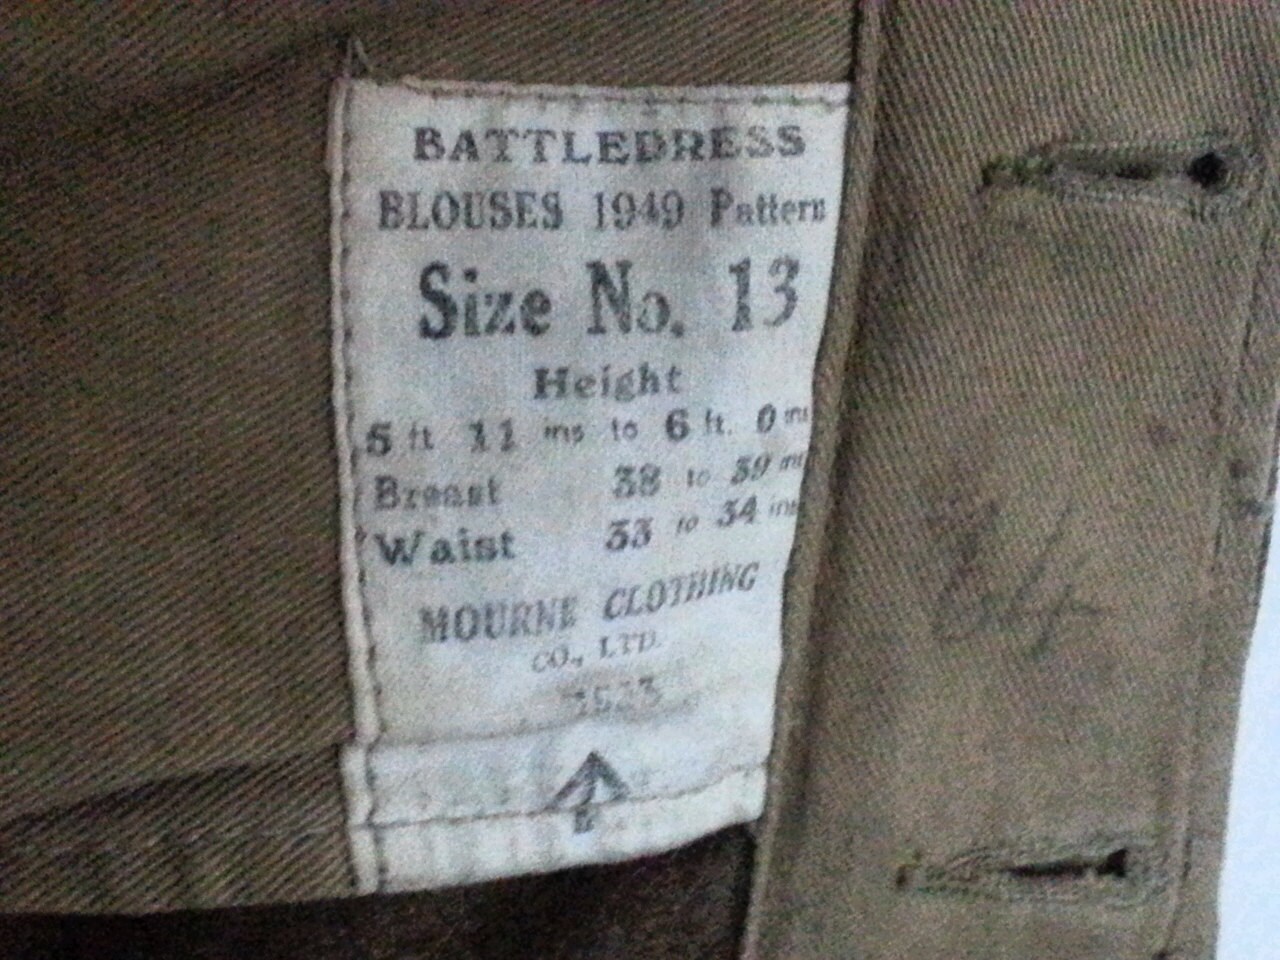 BATTLEDRESS
BLOUSES 1949 Pattern
Size No. 13
Height
5 ft 11 ins to 6 ft. 0 ins
Breast 38 to 39 ins
Waist 33 to 34 ins
MOURNE CLOTHING
CO., LTD.